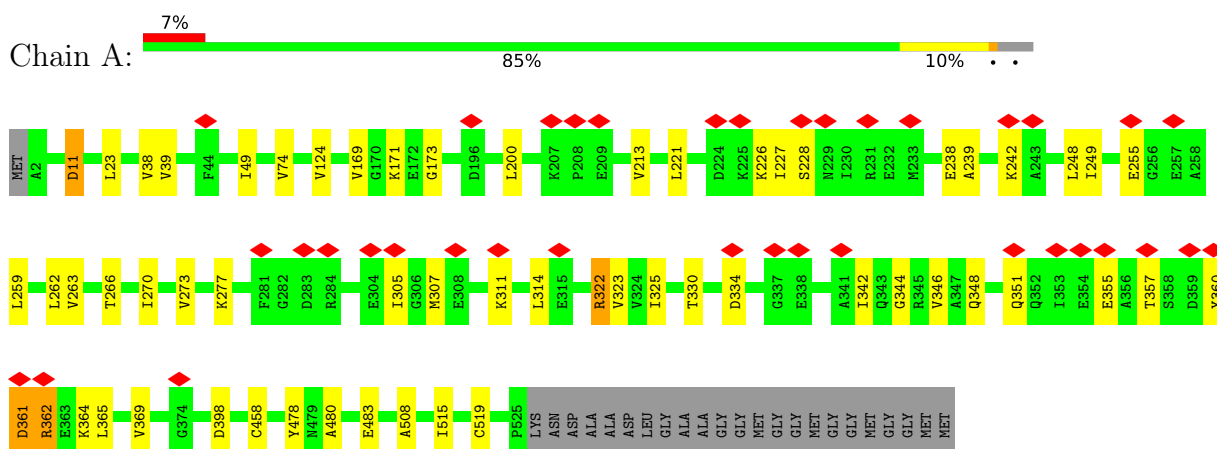 7%
Chain A:
85% 10% • •
MET A2 D11 L23 V38 V39 F44 I49 V74 V124 V169 G170 K171 E172 G173 D196 L200 K207 P208 E209 V213 L221 D224 K225 K226 I227 S228 N229 I230 R231 E232 M233 E238 A239 K242 A243 L248 I249 E255 G256 E257 A258
L259 L262 V263 T266 I270 V273 K277 F281 G282 D283 R284 E304 I305 G306 M307 E308 K311 L314 E315 R322 V323 V324 I325 T330 D334 G337 E338 A341 I342 Q343 G344 R345 V346 A347 Q348 Q351 Q352 I353 E354 E355 A356 T357 S358 D359 Y360
D361 R362 E363 K364 L365 V369 G374 D398 C458 Y478 N479 A480 E483 A508 I515 C519 P525 LYS ASN ASP ALA ALA ASP LEU GLY ALA ALA GLY GLY MET GLY GLY MET GLY GLY MET GLY GLY MET MET